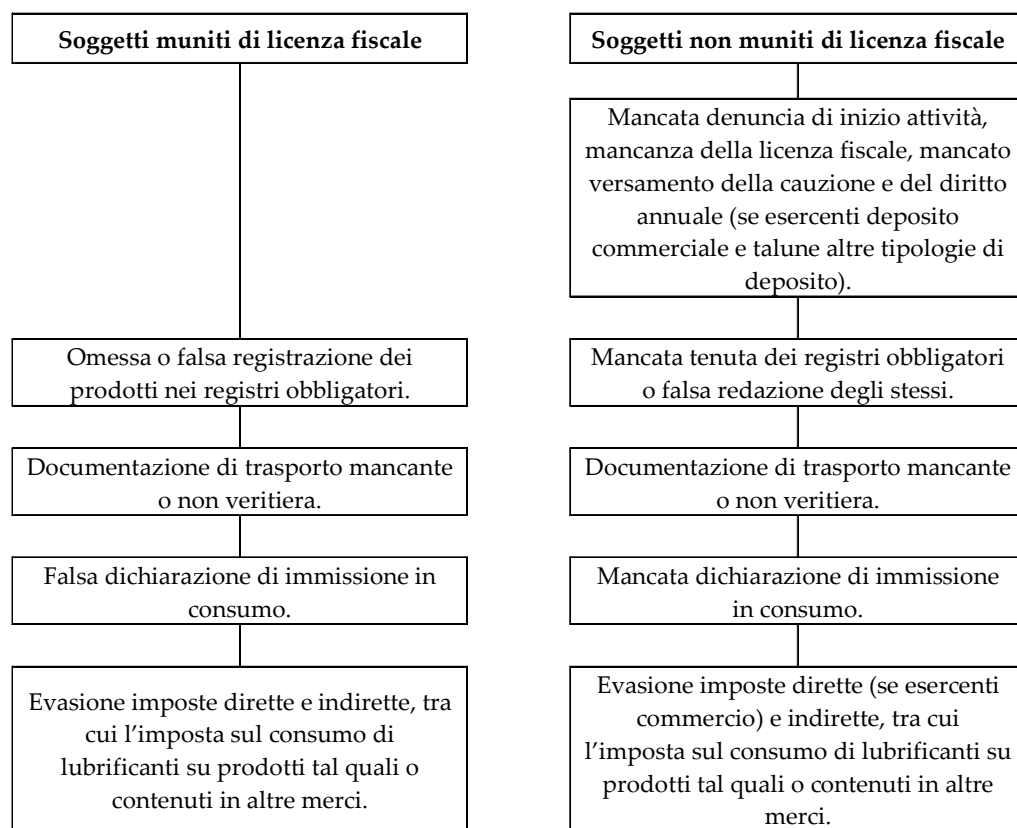 Soggetti muniti di licenza fiscale
Omessa o falsa registrazione dei
prodotti nei registri obbligatori.
Documentazione di trasporto mancante
o non veritiera.
Falsa dichiarazione di immissione in
consumo.
Evasione imposte dirette e indirette, tra
cui l’imposta sul consumo di
lubrificanti su prodotti tal quali o
contenuti in altre merci.
Soggetti non muniti di licenza fiscale
Mancata denuncia di inizio attività,
mancanza della licenza fiscale, mancato
versamento della cauzione e del diritto
annuale (se esercenti deposito
commerciale e talune altre tipologie di
deposito).
Mancata tenuta dei registri obbligatori
o falsa redazione degli stessi.
Documentazione di trasporto mancante
o non veritiera.
Mancata dichiarazione di immissione
in consumo.
Evasione imposte dirette (se esercenti
commercio) e indirette, tra cui
l’imposta sul consumo di lubrificanti su
prodotti tal quali o contenuti in altre
merci.